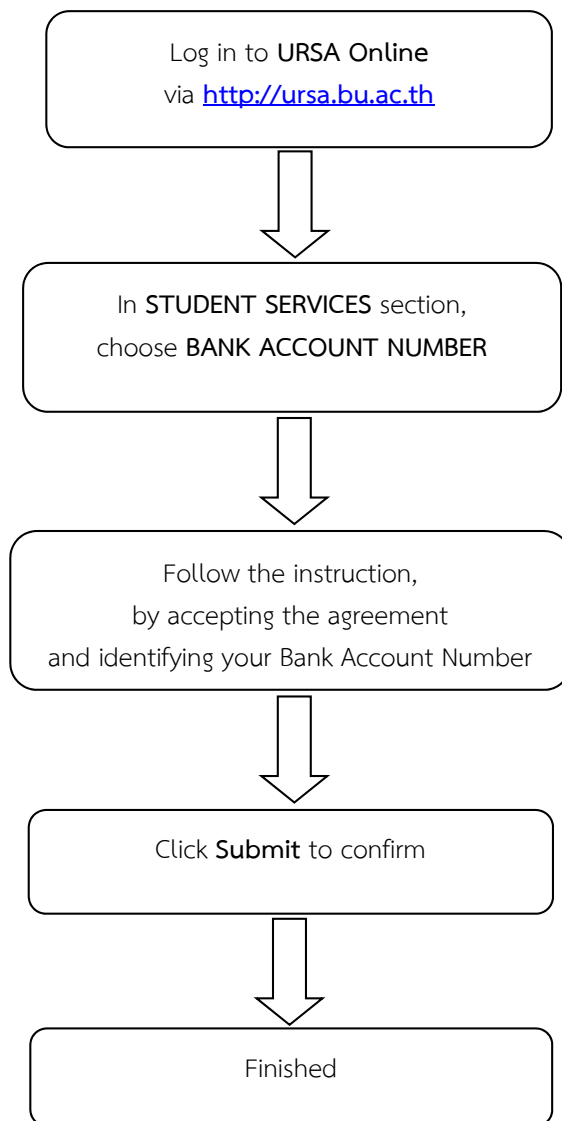 Log in to URSA Online
via http://ursa.bu.ac.th
In STUDENT SERVICES section,
choose BANK ACCOUNT NUMBER
Follow the instruction,
by accepting the agreement
and identifying your Bank Account Number
Click Submit to confirm
Finished